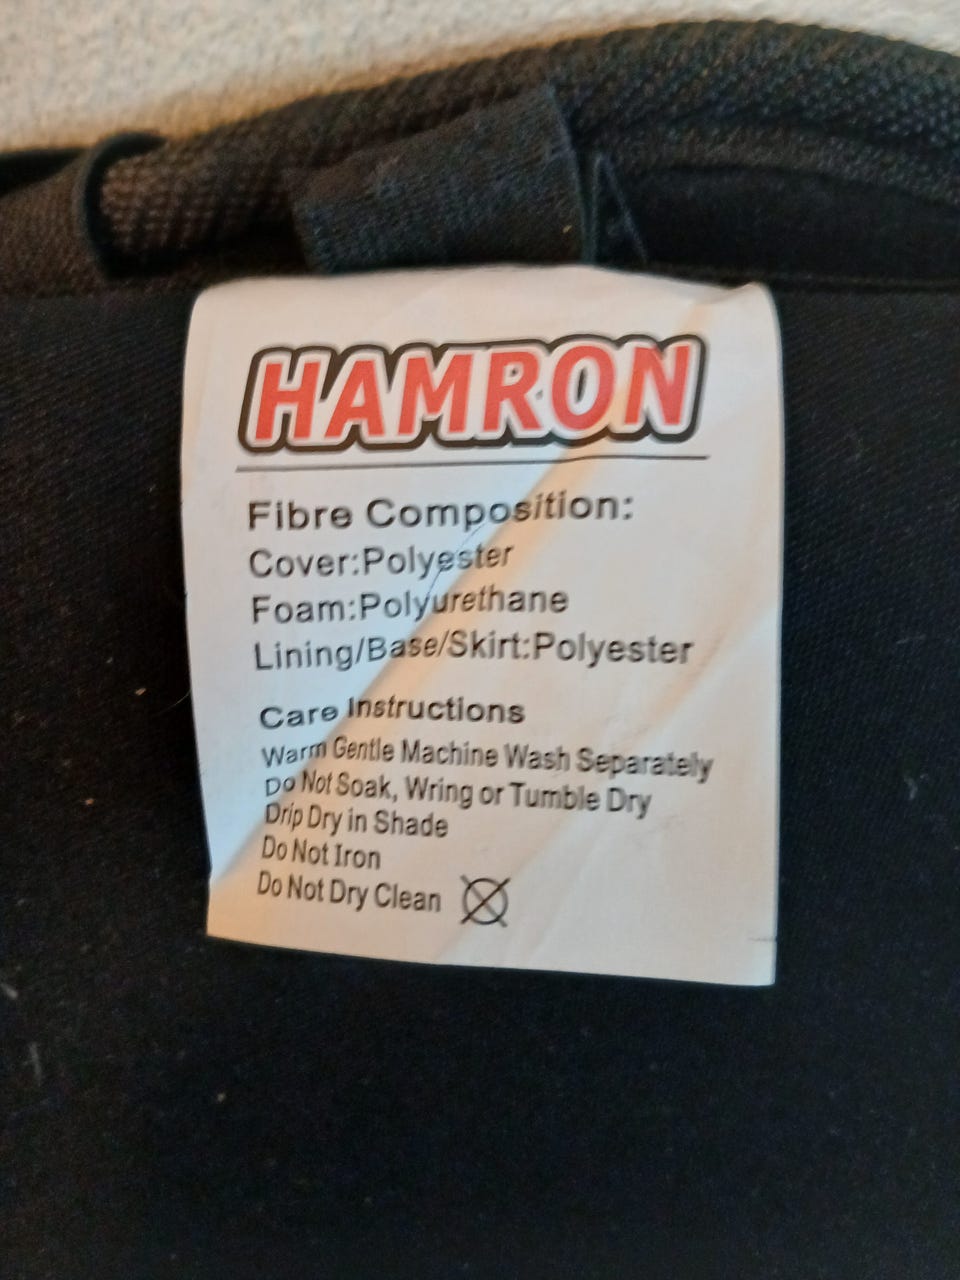 HAMRON
Fibre Composition:
Cover:Polyester
Foam:Polyurethane
Lining/Base/Skirt:Polyester
Care Instructions
Warm Gentle Machine Wash Separately
Do Not Soak, Wring or Tumble Dry
Drip Dry in Shade
Do Not Iron
Do Not Dry Clean